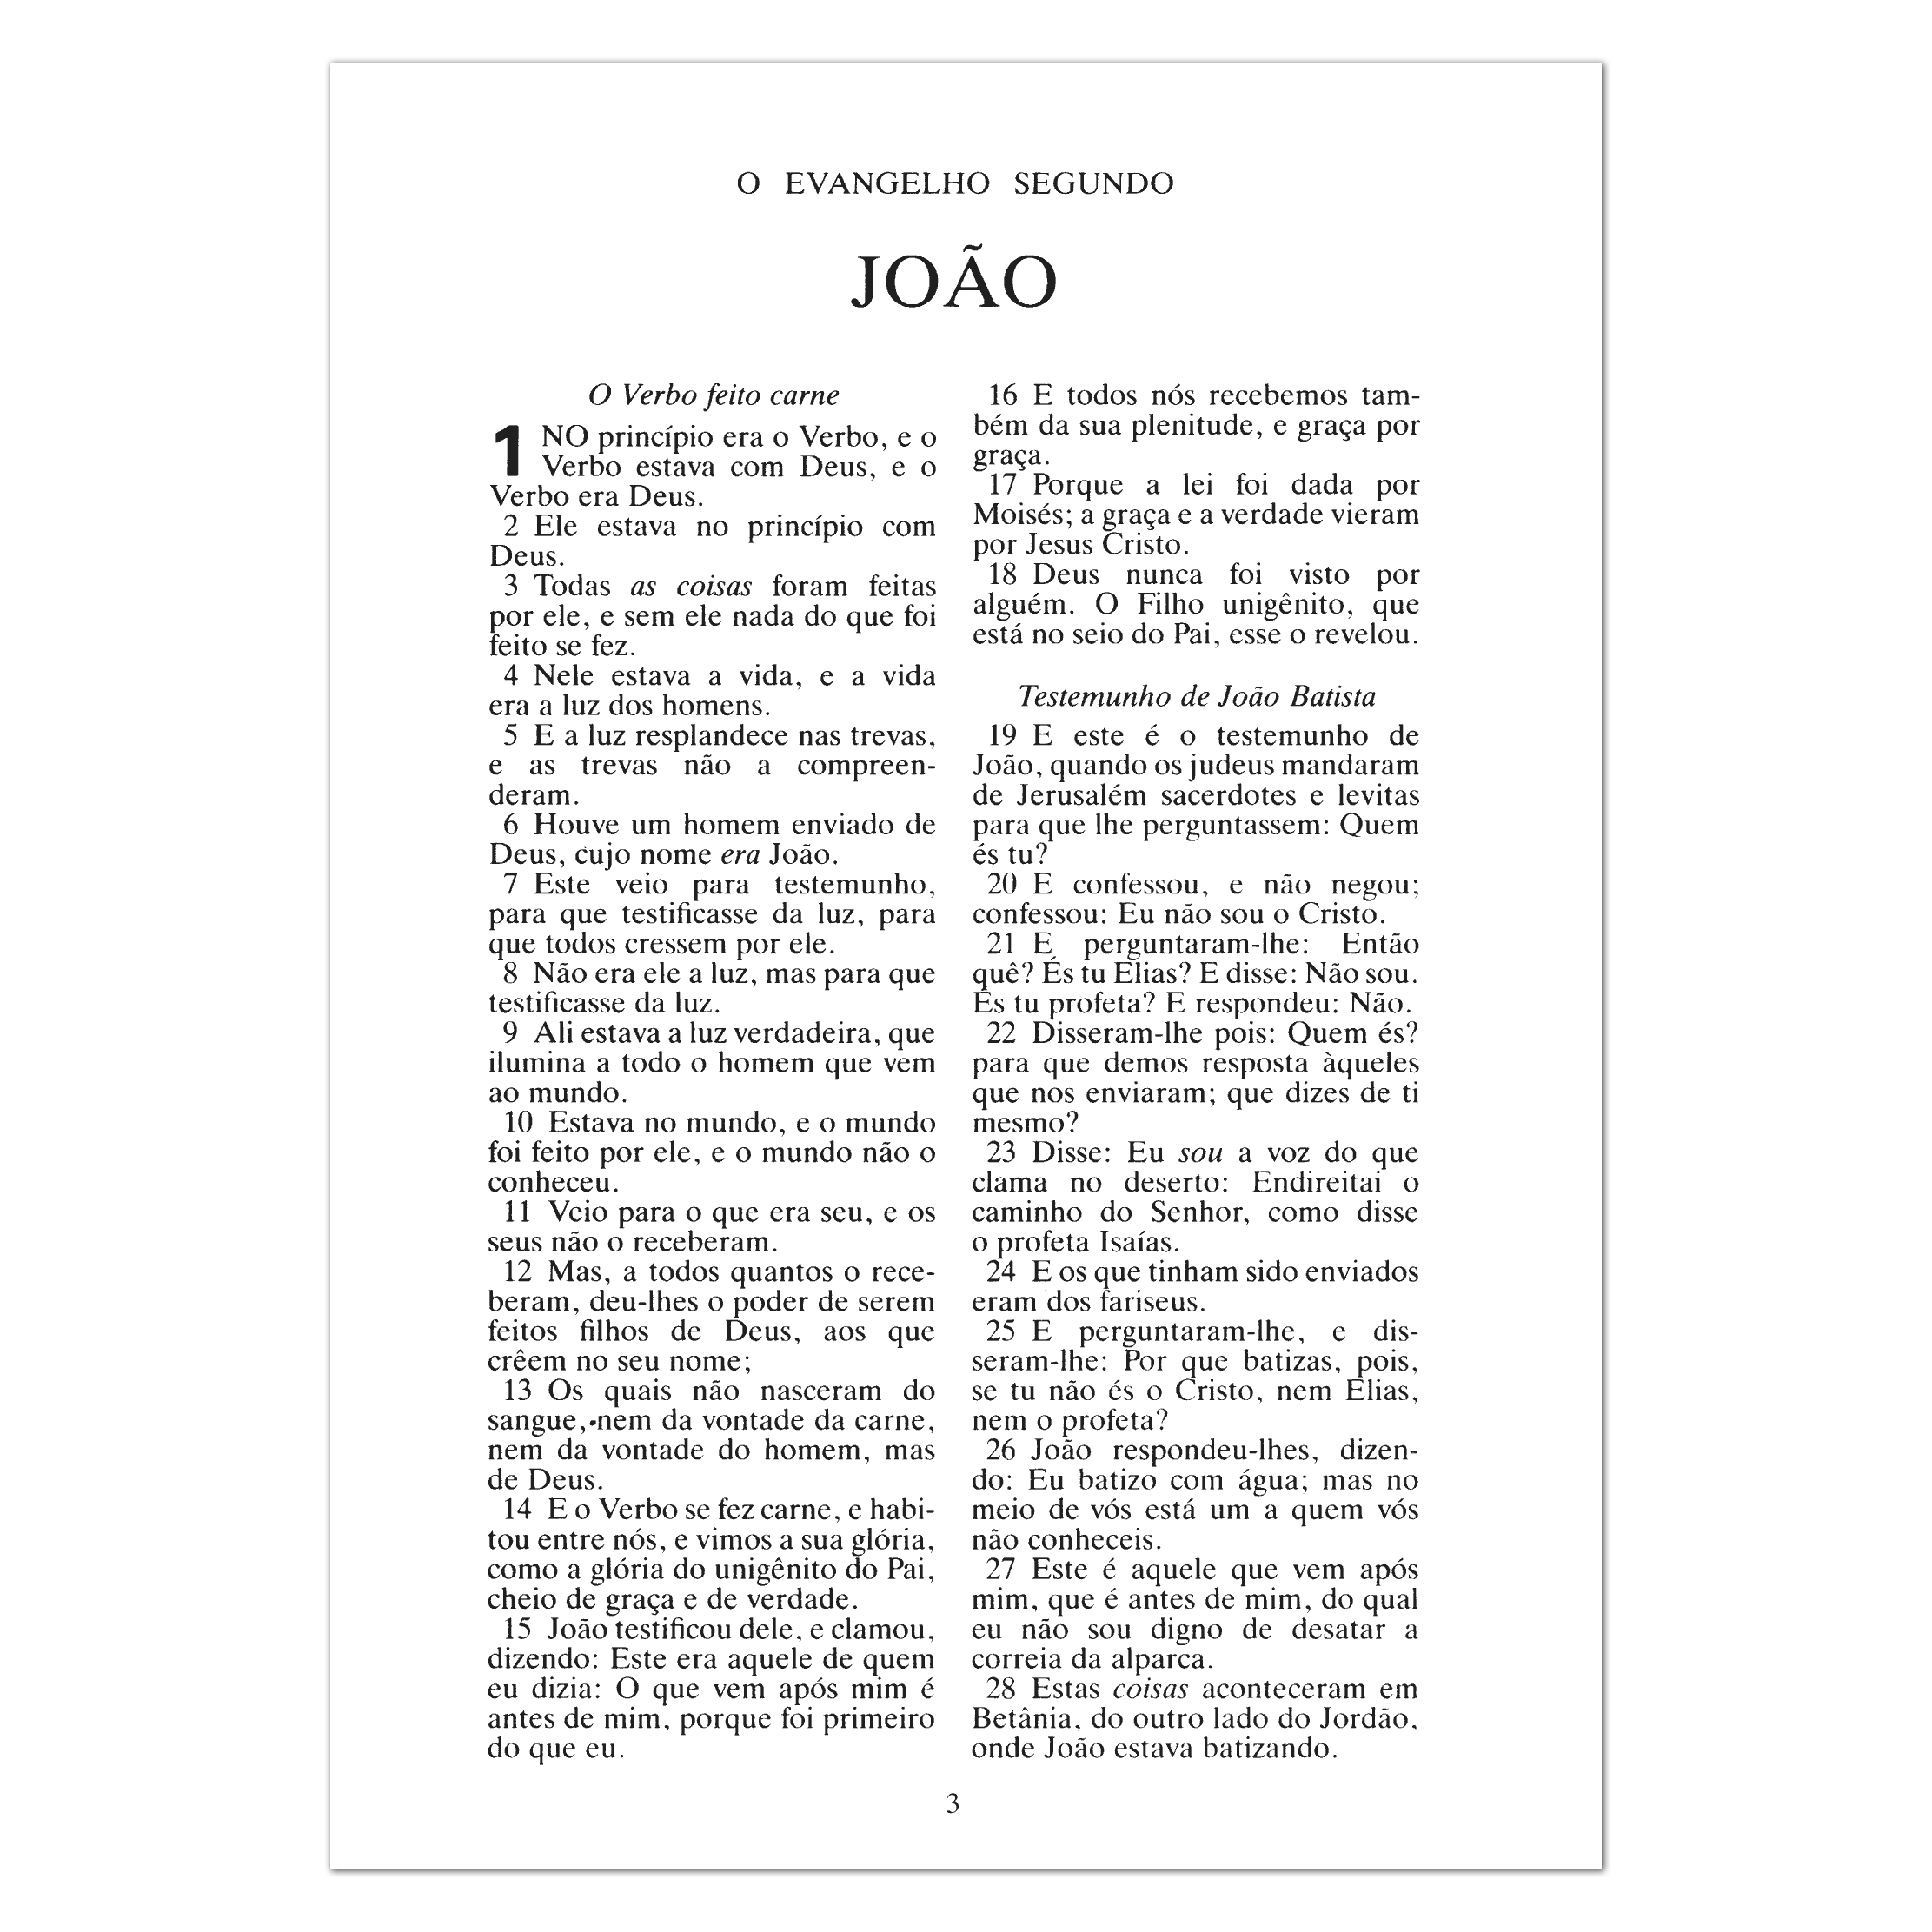 O EVANGELHO SEGUNDO
JOÃO
O Verbo feito carne
1 NO princípio era o Verbo, e o
Verbo estava com Deus, e o
Verbo era Deus.
2 Ele estava no princípio com
Deus.
3 Todas as coisas foram feitas
por ele, e sem ele nada do que foi
feito se fez.
4 Nele estava a vida, e a vida
era a luz dos homens.
5 E a luz resplandece nas trevas,
e as trevas não a compreen-
deram.
6 Houve um homem enviado de
Deus, cujo nome era João.
7 Este veio para testemunho,
para que testificasse da luz, para
que todos cressem por ele.
8 Não era ele a luz, mas para que
testificasse da luz.
9 Ali estava a luz verdadeira, que
ilumina a todo o homem que vem
ao mundo.
10 Estava no mundo, e o mundo
foi feito por ele, e o mundo não o
conheceu.
11 Veio para o que era seu, e os
seus não o receberam.
12 Mas, a todos quantos o rece-
beram, deu-lhes o poder de serem
feitos filhos de Deus, aos que
crêem no seu nome;
13 Os quais não nasceram do
sangue, nem da vontade da carne,
nem da vontade do homem, mas
de Deus.
14 E o Verbo se fez carne, e habi-
tou entre nós, e vimos a sua glória,
como a glória do unigênito do Pai,
cheio de graça e de verdade.
15 João testificou dele, e clamou,
dizendo: Este era aquele de quem
eu dizia: O que vem após mim é
antes de mim, porque foi primeiro
do que eu.
16 E todos nós recebemos tam-
bém da sua plenitude, e graça por
graça.
17 Porque a lei foi dada por
Moisés; a graça e a verdade vieram
por Jesus Cristo.
18 Deus nunca foi visto por
alguém. O Filho unigênito, que
está no seio do Pai, esse o revelou.
Testemunho de João Batista
19 E este é o testemunho de
João, quando os judeus mandaram
de Jerusalém sacerdotes e levitas
para que lhe perguntassem: Quem
és tu?
20 E confessou, e não negou;
confessou: Eu não sou o Cristo.
21 E perguntaram-lhe: Então
quê? És tu Elias? E disse: Não sou.
És tu profeta? E respondeu: Não.
22 Disseram-lhe pois: Quem és?
para que demos resposta àqueles
que nos enviaram; que dizes de ti
mesmo?
23 Disse: Eu sou a voz do que
clama no deserto: Endireitai o
caminho do Senhor, como disse
o profeta Isaías.
24 E os que tinham sido enviados
eram dos fariseus.
25 E perguntaram-lhe, e dis-
seram-lhe: Por que batizas, pois,
se tu não és o Cristo, nem Elias,
nem o profeta?
26 João respondeu-lhes, dizen-
do: Eu batizo com água; mas no
meio de vós está um a quem vós
não conheceis.
27 Este é aquele que vem após
mim, que é antes de mim, do qual
eu não sou digno de desatar a
correia da alparca.
28 Estas coisas aconteceram em
Betânia, do outro lado do Jordão,
onde João estava batizando.
3